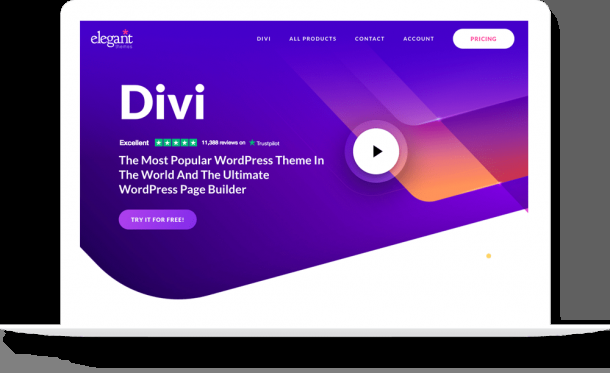 elegant
themes
DIVI
ALL PRODUCTS
CONTACT
ACCOUNT
PRICING
Divi
Excellent 11,386 reviews on Trustpilot
The Most Popular WordPress Theme In
The World And The Ultimate
WordPress Page Builder
TRY IT FOR FREE!